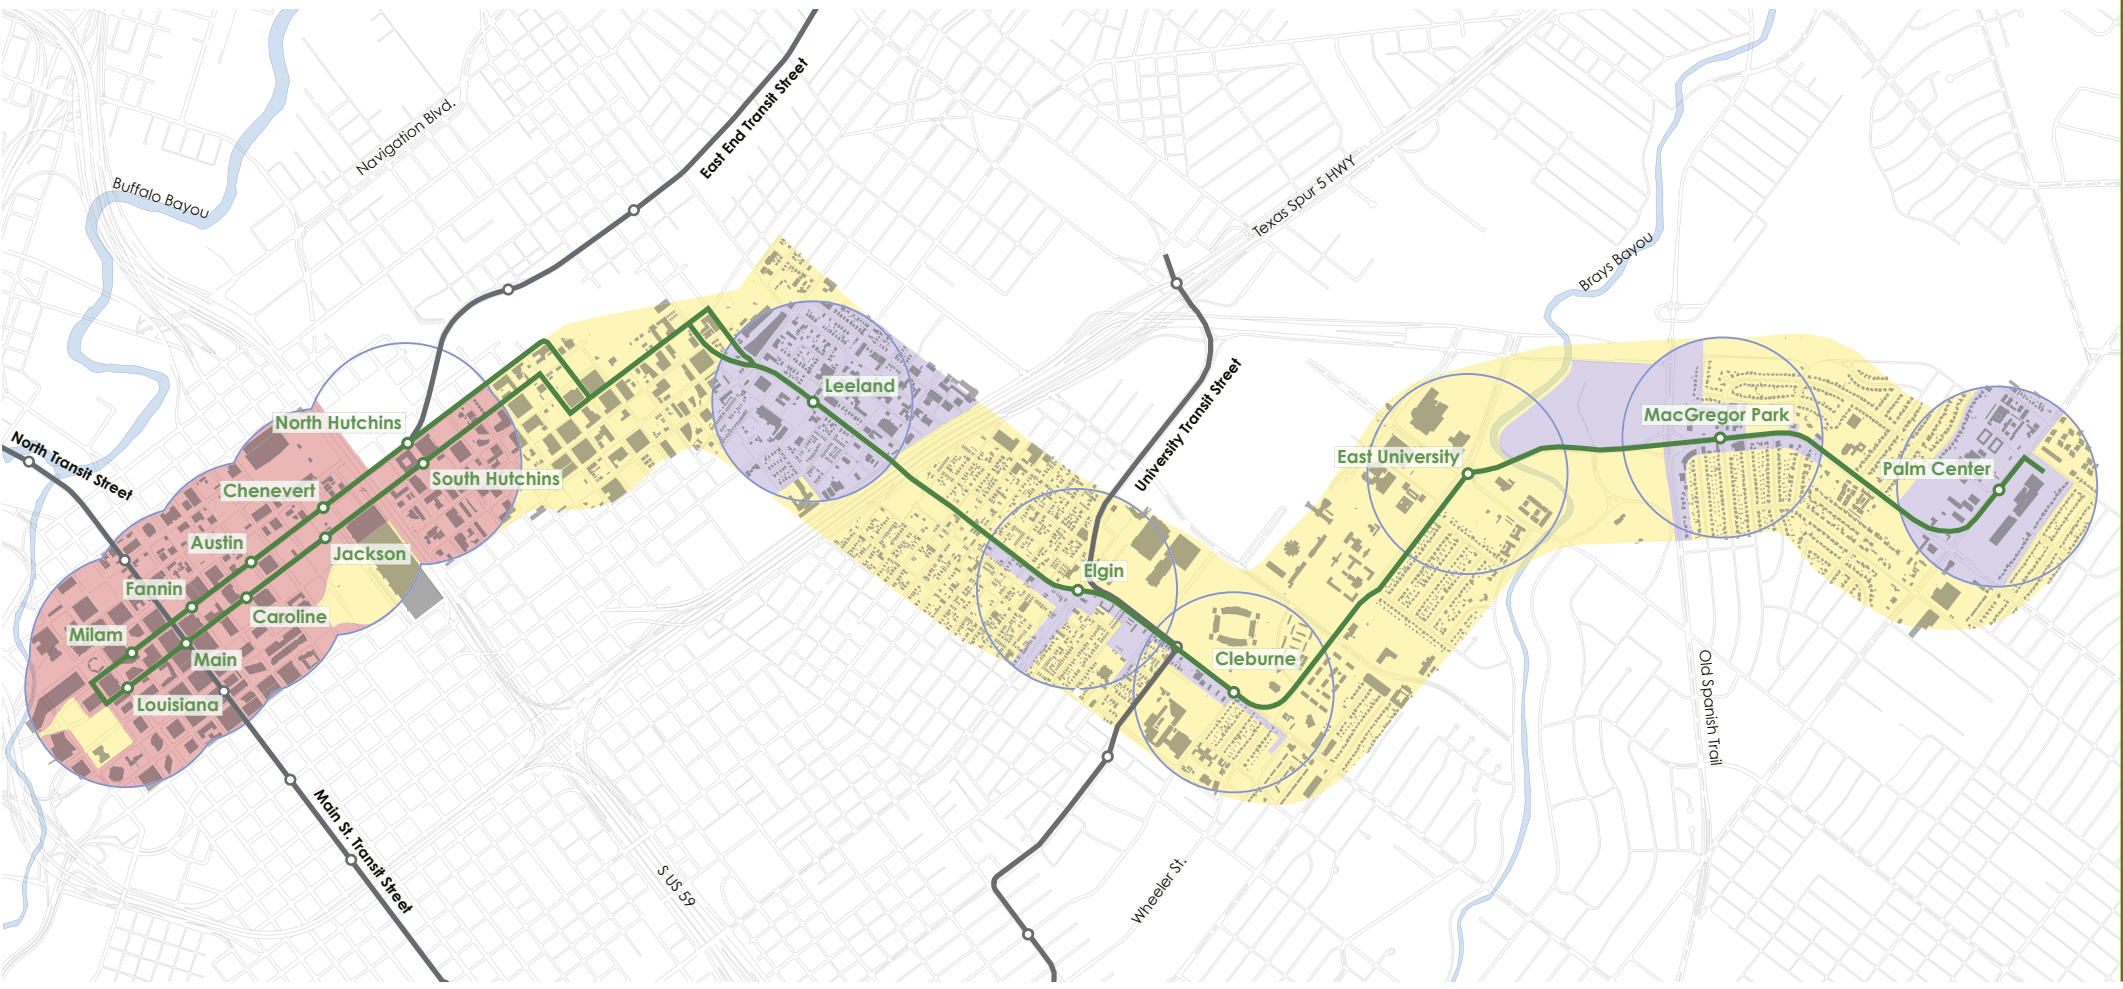 East End Transit Street
Navigation Blvd.
Texas Spur 5 HWY
Buffalo Bayou
Brays Bayou
University Transit Street
Leeland
North Hutchins
MacGregor Park
East University
North Transit Street
Palm Center
South Hutchins
Chenevert
Austin
Jackson
Elgin
Fannin
Caroline
Milam
Main
Cleburne
Louisiana
Old Spanish Trail
Main St. Transit Street
S US 59
Wheeler St.